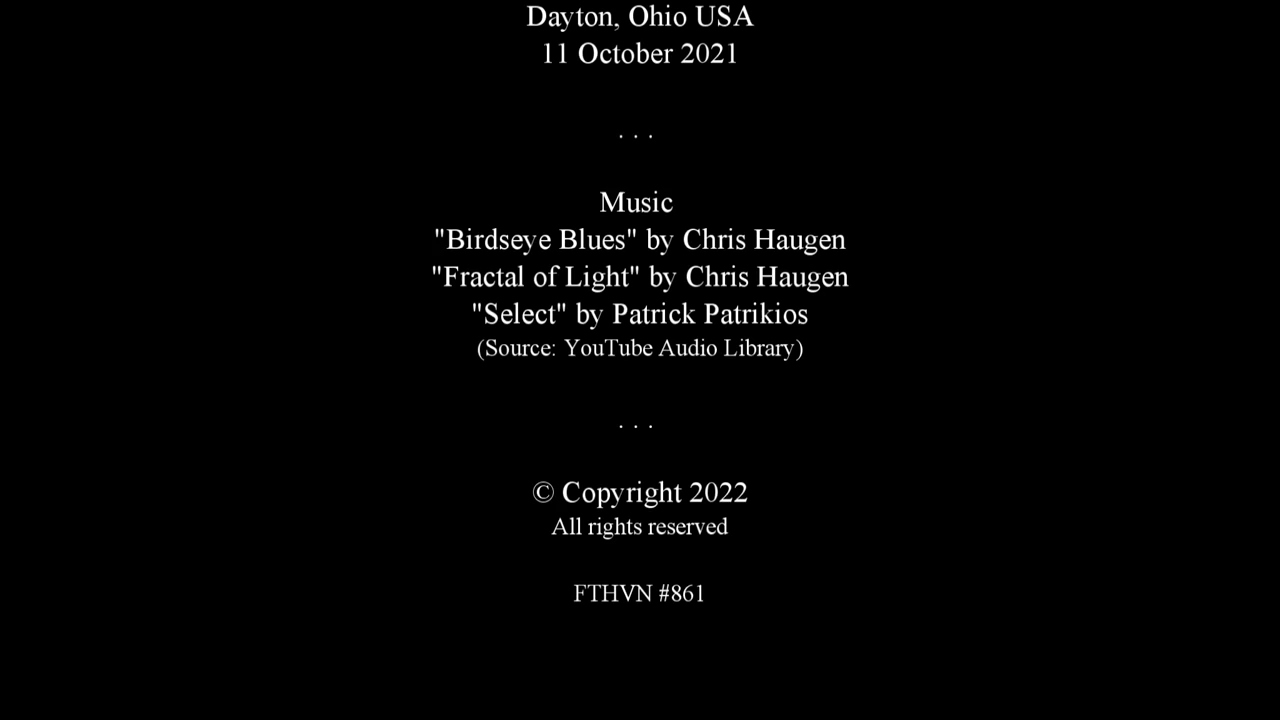 Dayton, Ohio USA
11 October 2021
. . .
Music
"Birdseye Blues" by Chris Haugen
"Fractal of Light" by Chris Haugen
"Select" by Patrick Patrikios
(Source: YouTube Audio Library)
. . .
© Copyright 2022
All rights reserved
FTHVN #861